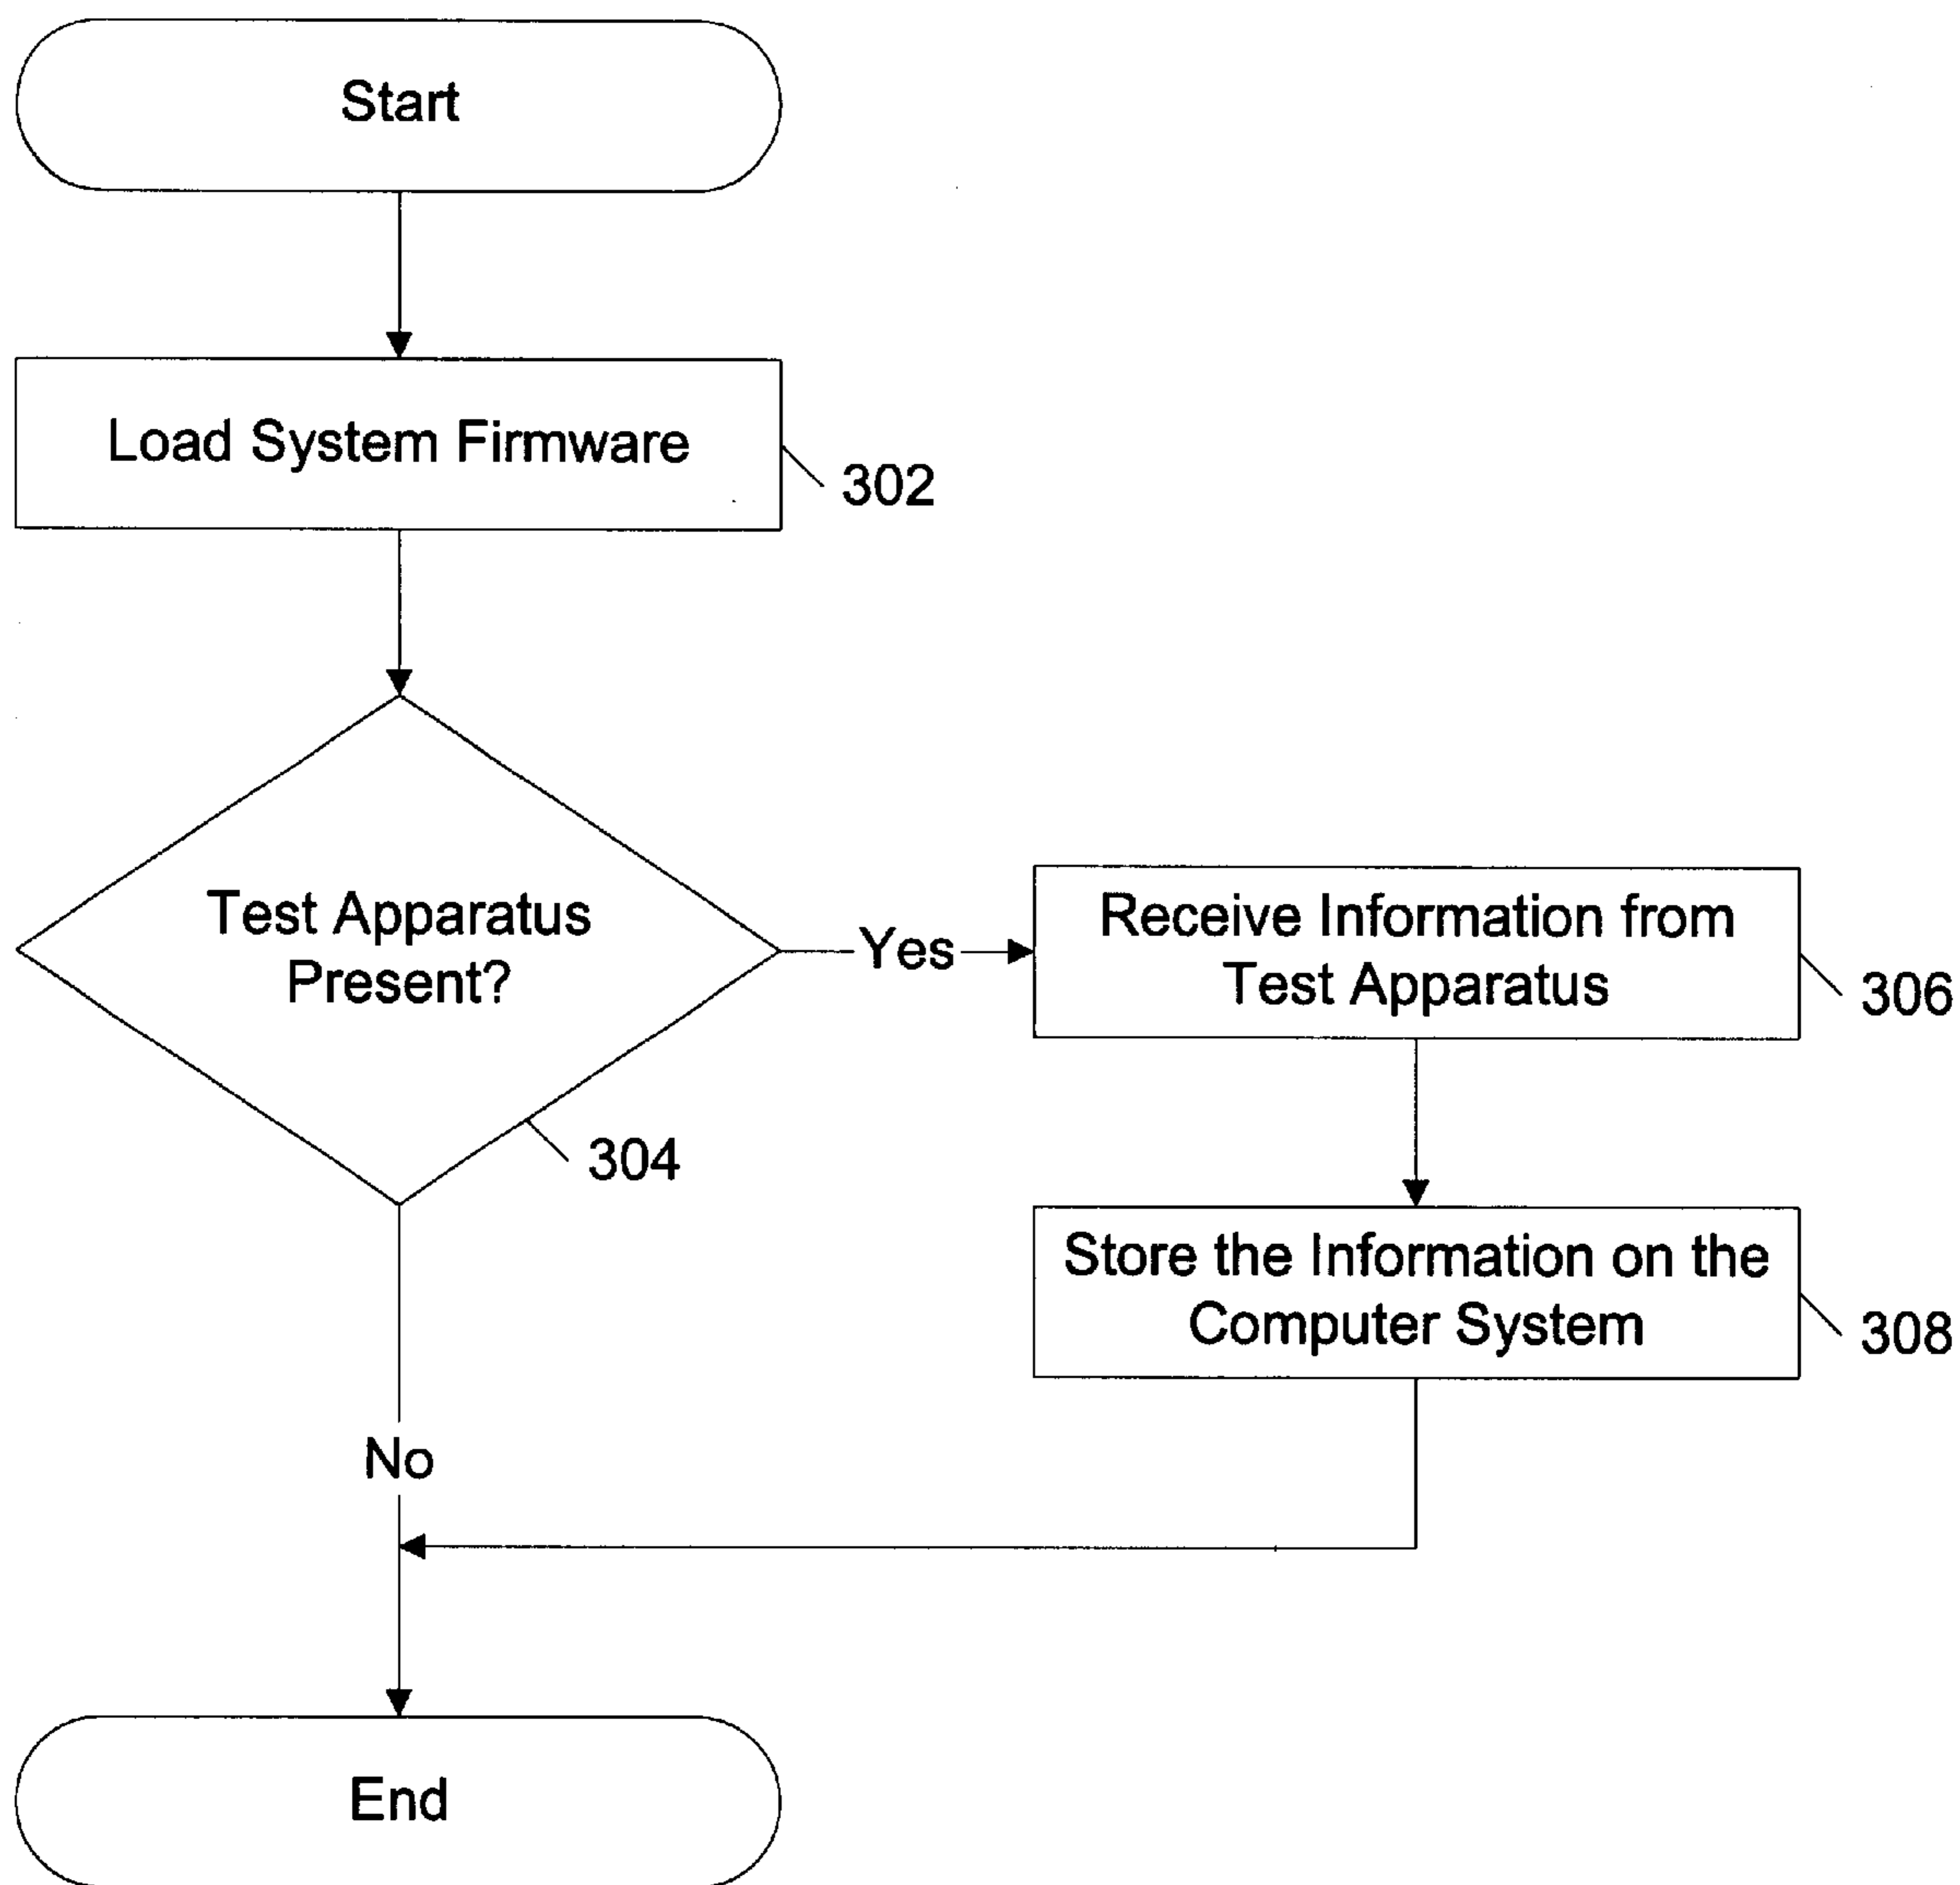 Start
Load System Firmware
302
Test Apparatus
Present?
304
Yes
Receive Information from
Test Apparatus
306
Store the Information on the
Computer System
308
No
End